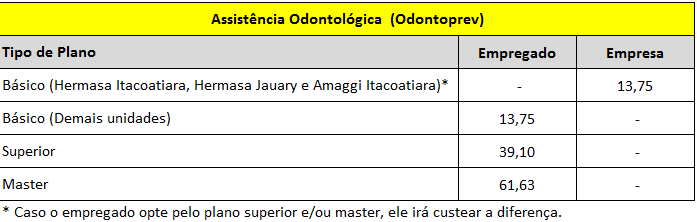 Assistência Odontológica  (Odontoprev)
Tipo de Plano Empregado Empresa
Básico (Hermasa Itacoatiara, Hermasa Jauary e Amaggi Itacoatiara)* - 13,75
Básico (Demais unidades) 13,75 -
Superior 39,10 -
Master 61,63 -
* Caso o empregado opte pelo plano superior e/ou master, ele irá custear a diferença.